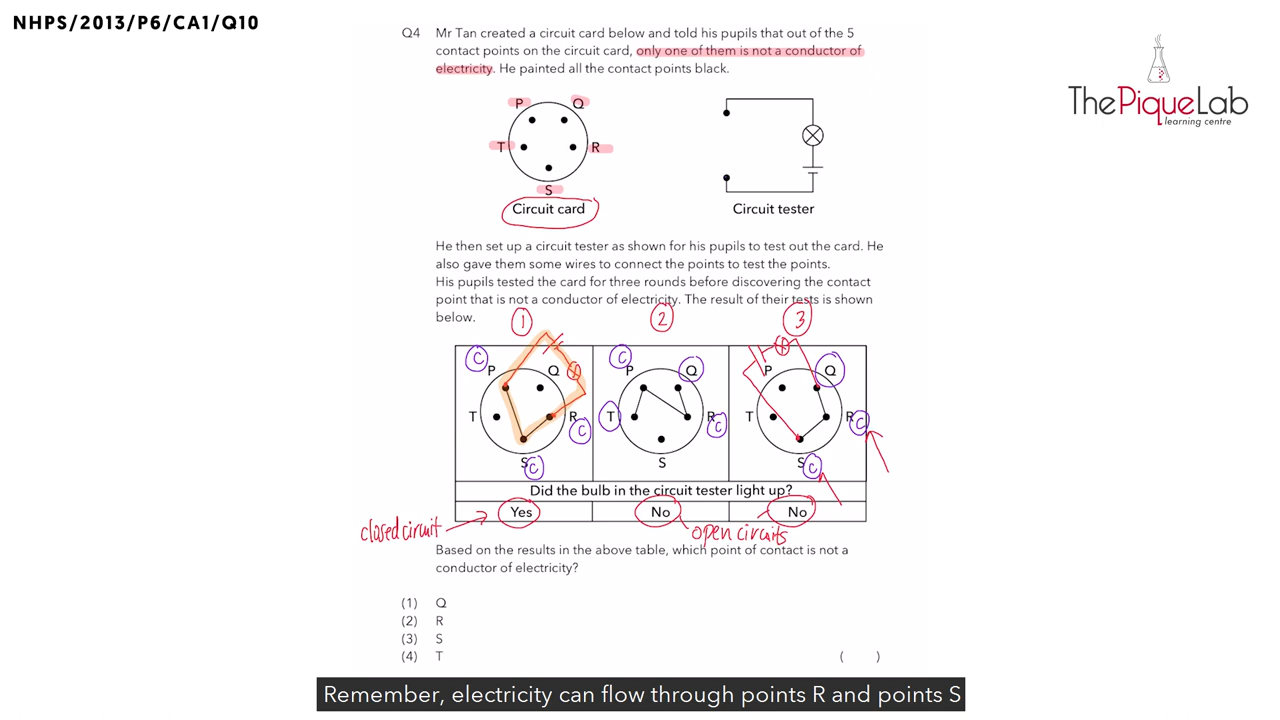 NHPS/2013/P6/CA1/Q10
ThePiqueLab
learning centre
Q4 Mr Tan created a circuit card below and told his pupils that out of the 5
contact points on the circuit card, only one of them is not a conductor of
electricity. He painted all the contact points black.
P Q
T R
S
Circuit card
Circuit tester
He then set up a circuit tester as shown for his pupils to test out the card. He
also gave them some wires to connect the points to test the points.
His pupils tested the card for three rounds before discovering the contact
point that is not a conductor of electricity. The result of their tests is shown
below.
1 2 3
C C
P Q P Q P Q
T R T R T R
C C C
S S S
C C
Did the bulb in the circuit tester light up?
Yes No No
closed circuit open circuits
Based on the results in the above table, which point of contact is not a
conductor of electricity?
(1) Q
(2) R
(3) S
(4) T ( )
Remember, electricity can flow through points R and points S